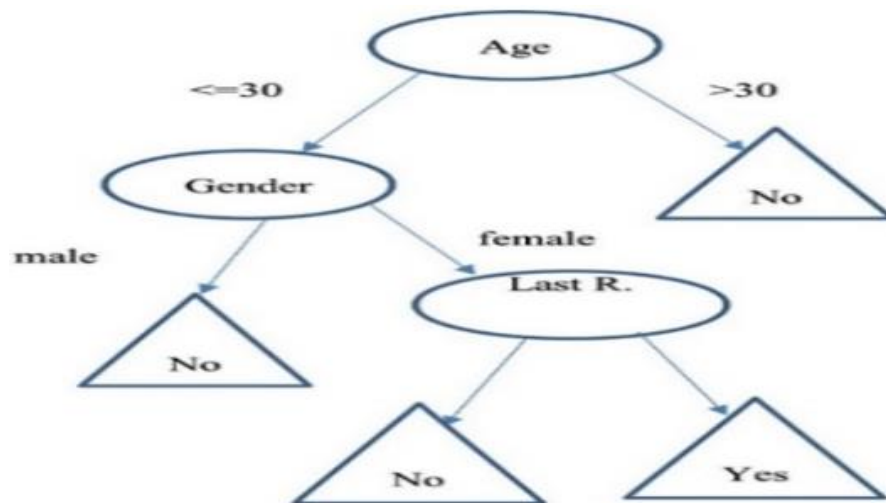 Age
<=30
>30
Gender
No
male
female
Last R.
No
No
Yes